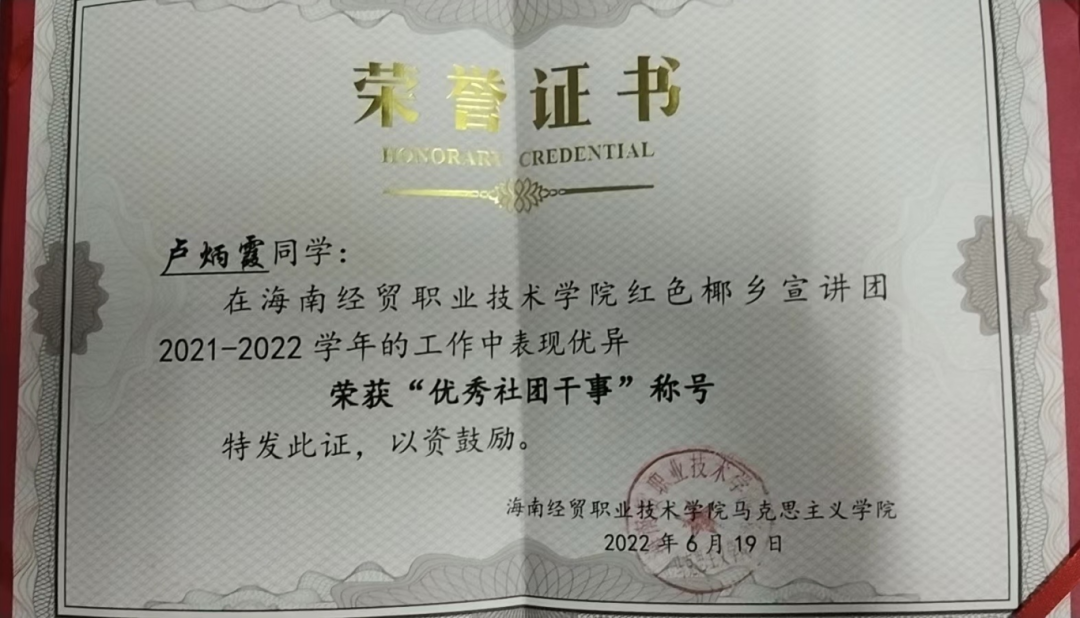 荣誉证书
HONORARY CREDENTIAL
卢炳霞同学：
在海南经贸职业技术学院红色椰乡宣讲团
2021-2022学年的工作中表现优异
荣获“优秀社团干事”称号
特发此证，以资鼓励。
海南经贸职业技术学院马克思主义学院
2022年6月19日